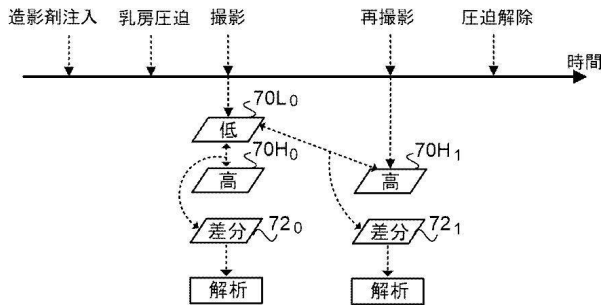 造影剤注入 乳房圧迫 撮影 再撮影 圧迫解除
時間
70L0
低
70H0 70H1
高 高
差分 720 差分 721
解析 解析